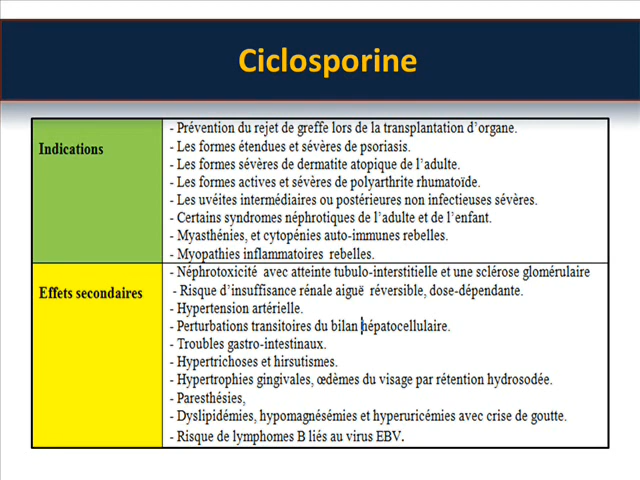 Ciclosporine
Indications
- Prévention du rejet de greffe lors de la transplantation d'organe.
- Les formes étendues et sévères de psoriasis.
- Les formes sévères de dermatite atopique de l'adulte.
- Les formes actives et sévères de polyarthrite rhumatoïde.
- Les uvéites intermédiaires ou postérieures non infectieuses sévères.
- Certains syndromes néphrotiques de l'adulte et de l'enfant.
- Myasthénies, et cytopénies auto-immunes rebelles.
- Myopathies inflammatoires rebelles.
Effets secondaires
- Néphrotoxicité avec atteinte tubulo-interstitielle et une sclérose glomérulaire
- Risque d'insuffisance rénale aiguë réversible, dose-dépendante.
- Hypertension artérielle.
- Perturbations transitoires du bilan hépatocellulaire.
- Troubles gastro-intestinaux.
- Hypertrichoses et hirsutismes.
- Hypertrophies gingivales, œdèmes du visage par rétention hydrosodée.
- Paresthésies,
- Dyslipidémies, hypomagnésémies et hyperuricémies avec crise de goutte.
- Risque de lymphomes B liés au virus EBV.